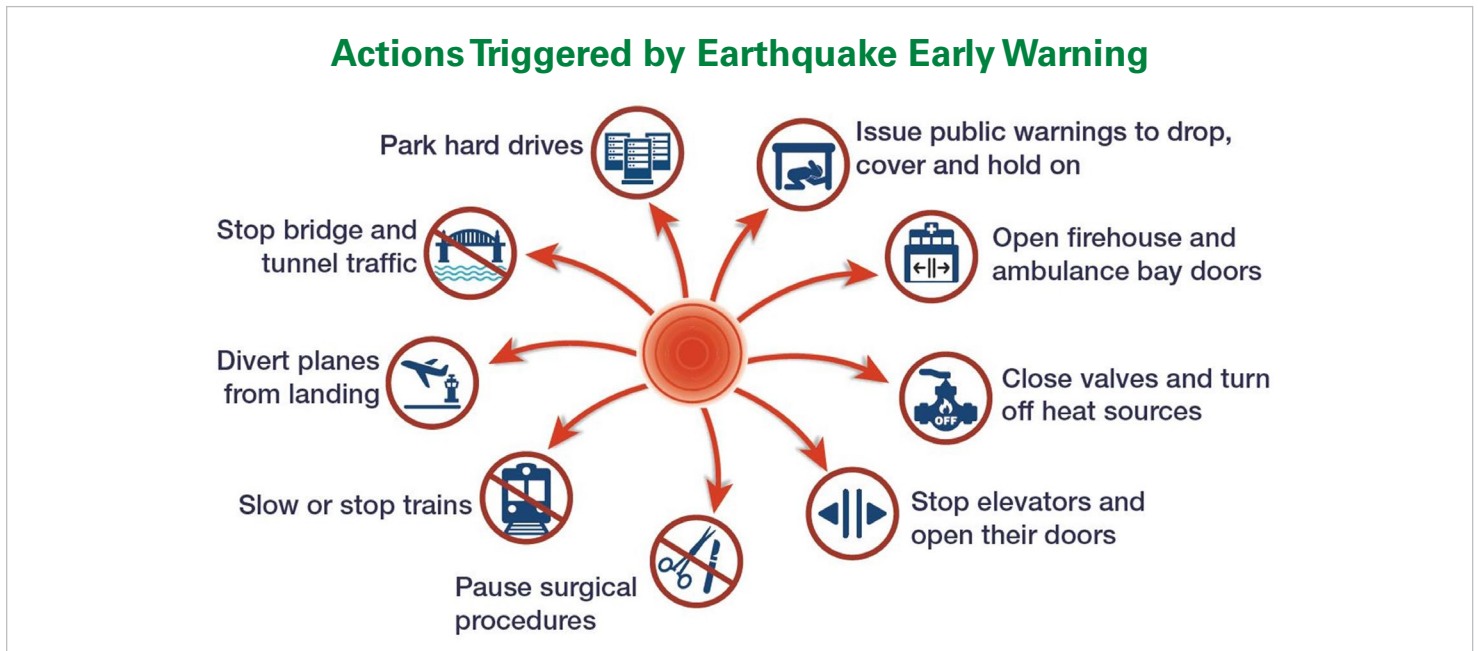 Actions Triggered by Earthquake Early Warning
Park hard drives
Issue public warnings to drop,
cover and hold on
Stop bridge and
tunnel traffic
Open firehouse and
ambulance bay doors
Divert planes
from landing
Close valves and turn
off heat sources
OFF
Slow or stop trains
Stop elevators and
open their doors
Pause surgical
procedures